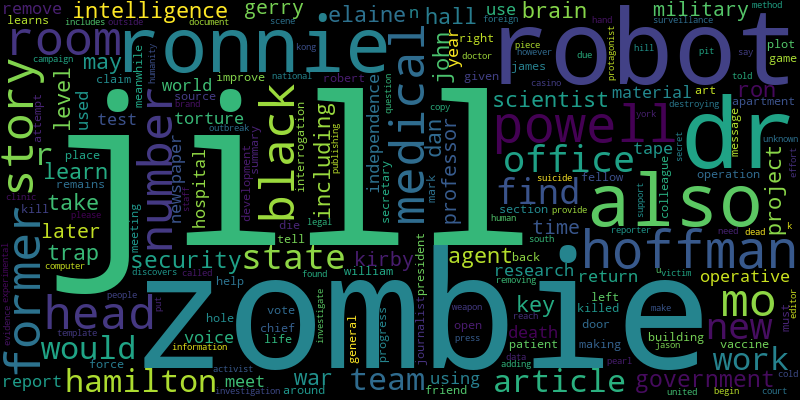 remove intelligence gerry elaine n hall use brain military
learns includes outside document scene
campaign room ronnie robot
may claim world source humanity meanwhile improve robert kong
national however piece due hill protagonist doctor pit say told hand
foreign surveillance method cold plot game
john year right given james casino art
story level used attempt test torture outbreak brand
black including independence question copy
medical dan professor scientist material ron apartment destroying
powell york message unknown
jill dr
r place learn remains hospital development summary interrogation publishing
number newspaper secretary mark office tape colleague secret project operation effort
take kill clinic staff please
find suicide fellow provide also
later meeting die tell legal section time support reporter need dead k
trap computer human
former security state kirby agent back south hoffman
discovers called found william president research return u victim
zombie operative
head people put help investigate journalist removing key mo new
evidence experimental would template voice hole vote chief life general progress weapon open press reach death patient data adding left killed door making building jason pearl vaccine make must editor
information activist
force team work
report hamilton meet war around using friend article government
investigation united begin court